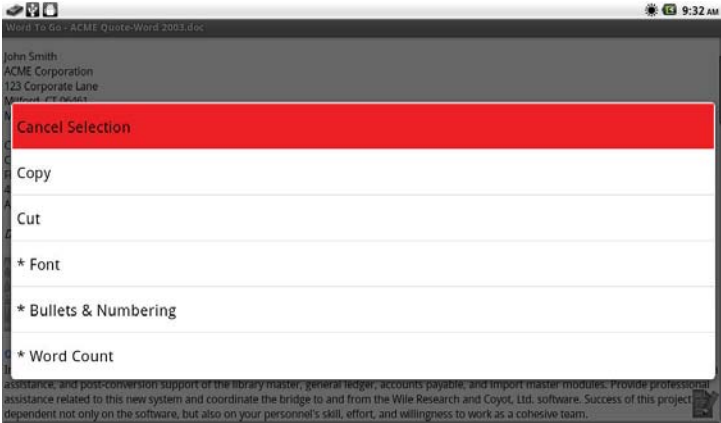 9:32 AM
Word To Go - ACME Quote-Word 2003.doc
John Smith
ACME Corporation
123 Corporate Lane
Milford, CT 06461
Cancel Selection
Copy
Cut
* Font
* Bullets & Numbering
* Word Count
assistance, and post-conversion support of the library master, general ledger, accounts payable, and import master modules. Provide professional
assistance related to this new system and coordinate the bridge to and from the Wile Research and Coyot, Ltd. software. Success of this project
dependent not only on the software, but also on your personnel's skill, effort, and willingness to work as a cohesive team.